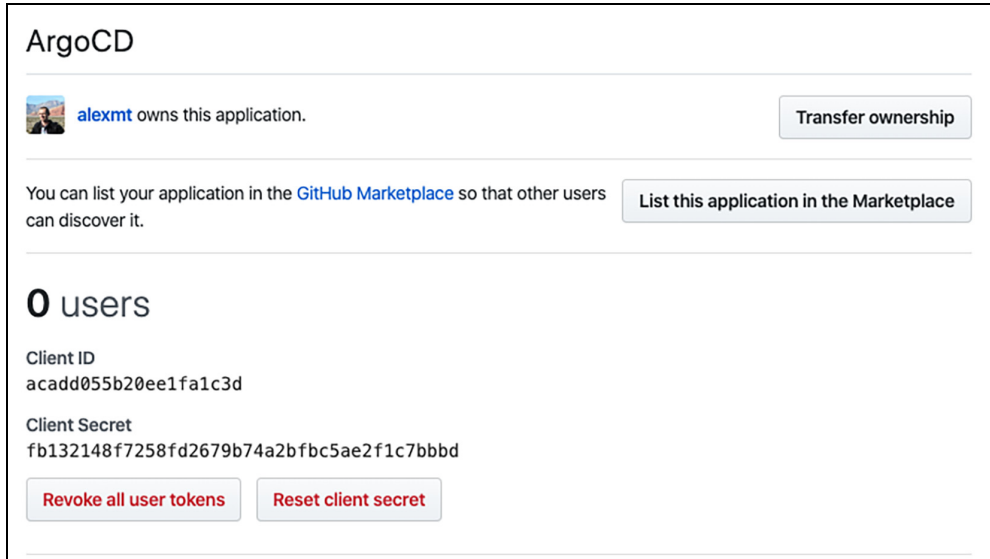 ArgoCD
alexmt owns this application.
Transfer ownership
You can list your application in the GitHub Marketplace so that other users
can discover it.
List this application in the Marketplace
0 users
Client ID
acadd055b20ee1fa1c3d
Client Secret
fb132148f7258fd2679b74a2bfbc5ae2f1c7bbbd
Revoke all user tokens
Reset client secret